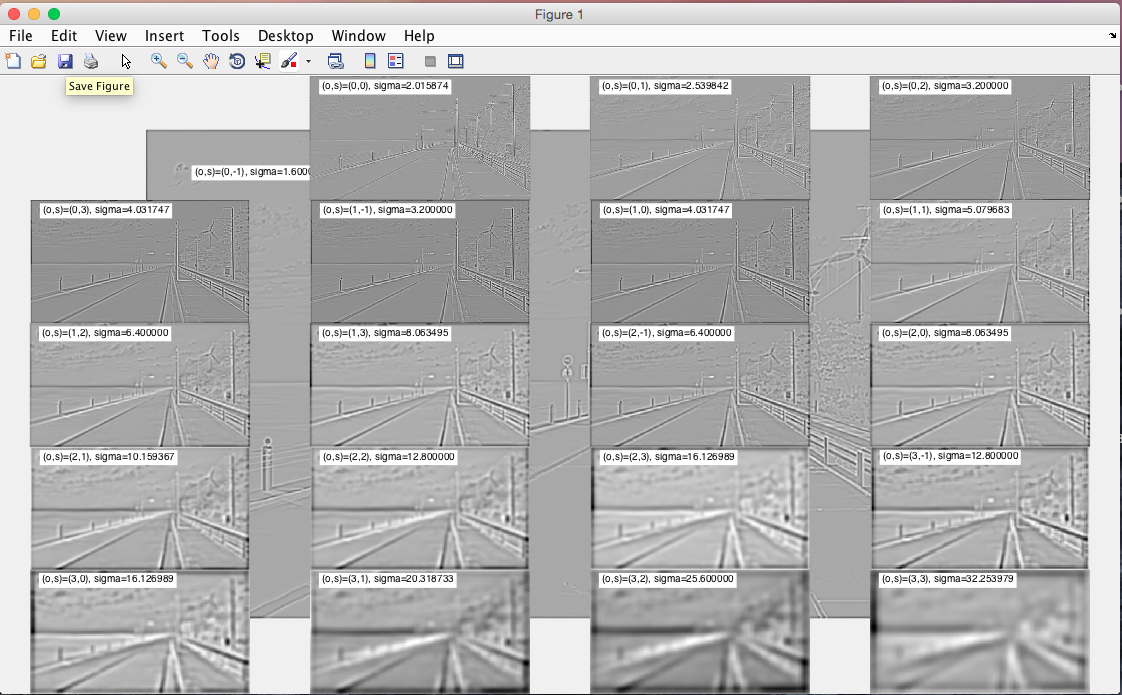 Figure 1
File Edit View Insert Tools Desktop Window Help
Save Figure
(o,s)=(0,0), sigma=2.015874
(o,s)=(0,1), sigma=2.539842
(o,s)=(0,2), sigma=3.200000
(o,s)=(0,-1), sigma=1.600
(o,s)=(0,3), sigma=4.031747
(o,s)=(1,-1), sigma=3.200000
(o,s)=(1,0), sigma=4.031747
(o,s)=(1,1), sigma=5.079683
(o,s)=(1,2), sigma=6.400000
(o,s)=(1,3), sigma=8.063495
(o,s)=(2,-1), sigma=6.400000
(o,s)=(2,0), sigma=8.063495
(o,s)=(2,1), sigma=10.159367
(o,s)=(2,2), sigma=12.800000
(o,s)=(2,3), sigma=16.126989
(o,s)=(3,-1), sigma=12.800000
(o,s)=(3,0), sigma=16.126989
(o,s)=(3,1), sigma=20.318733
(o,s)=(3,2), sigma=25.600000
(o,s)=(3,3), sigma=32.253979